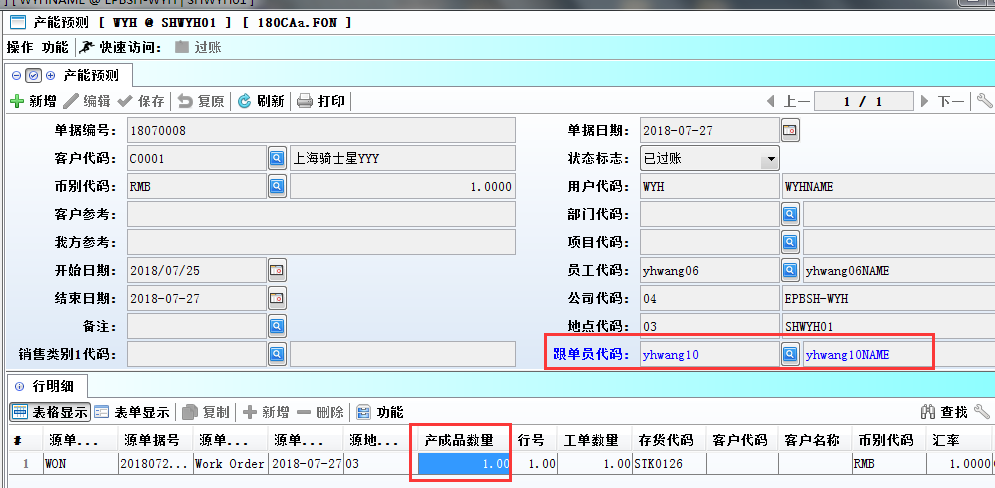 ] [ WYHNAME @ EPBSH-WYH | SHWYH01 ]
产能预测 [ WYH @ SHWYH01 ] [ 180CAa.FON ]
操作 功能 快速访问: 过账
产能预测
新增 编辑 保存 复原 刷新 打印 上一 1 / 1 下一
单据编号: 18070008 单据日期: 2018-07-27
客户代码: C0001 上海骑士星YYY 状态标志: 已过账
币别代码: RMB 1.0000 用户代码: WYH WYHNAME
客户参考: 部门代码:
我方参考: 项目代码:
开始日期: 2018/07/25 员工代码: yhwang06 yhwang06NAME
结束日期: 2018-07-27 公司代码: 04 EPBSH-WYH
备注: 地点代码: 03 SHWYH01
销售类别1代码: 跟单员代码: yhwang10 yhwang10NAME
行明细
表格显示 表单显示 复制 新增 删除 功能 查找
# 源单... 源单据号 源单... 源单... 源地... 产成品数量 行号 工单数量 存货代码 客户代码 客户名称 币别代码 汇率
1 WON 2018072... Work Order 2018-07-27 03 1.00 1.00 1.00 STK0126 RMB 1.0000